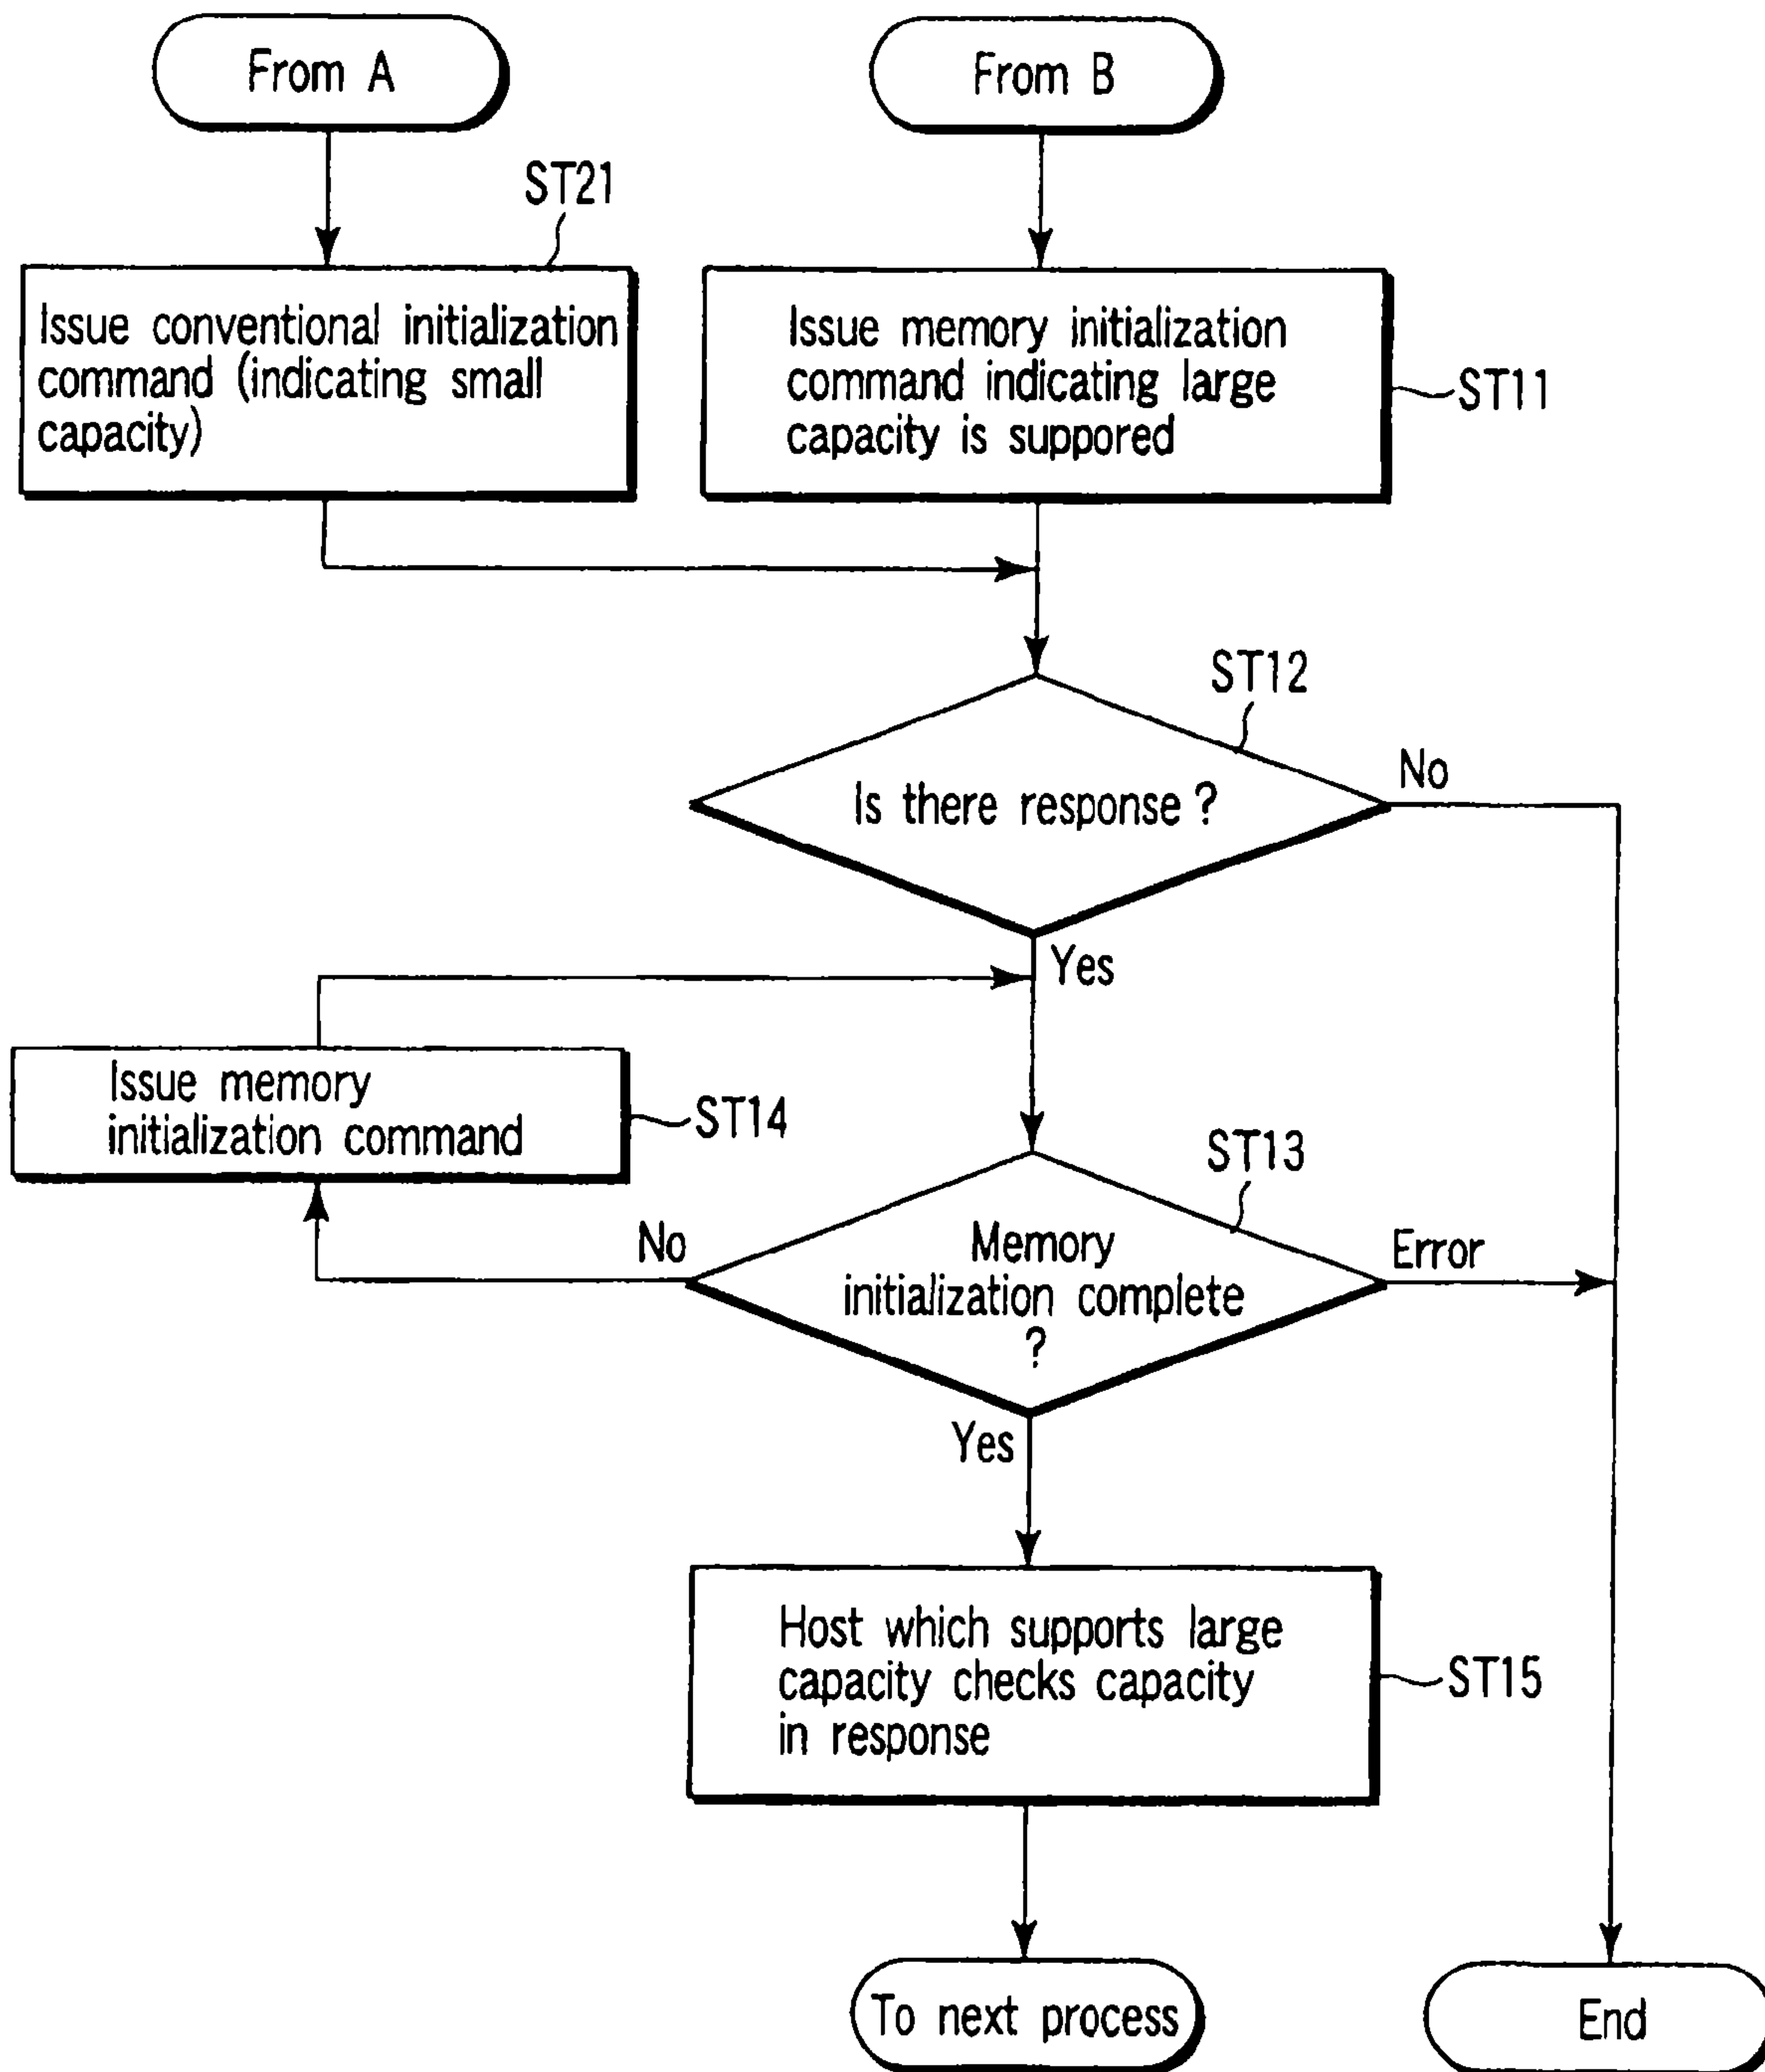 From A
From B
ST21
Issue conventional initialization
command (indicating small
capacity)
Issue memory initialization
command indicating large
capacity is suppored
ST11
ST12
Is there response ?
No
Yes
Issue memory
initialization command
ST14
ST13
No
Memory
initialization complete
?
Error
Yes
Host which supports large
capacity checks capacity
in response
ST15
To next process
End